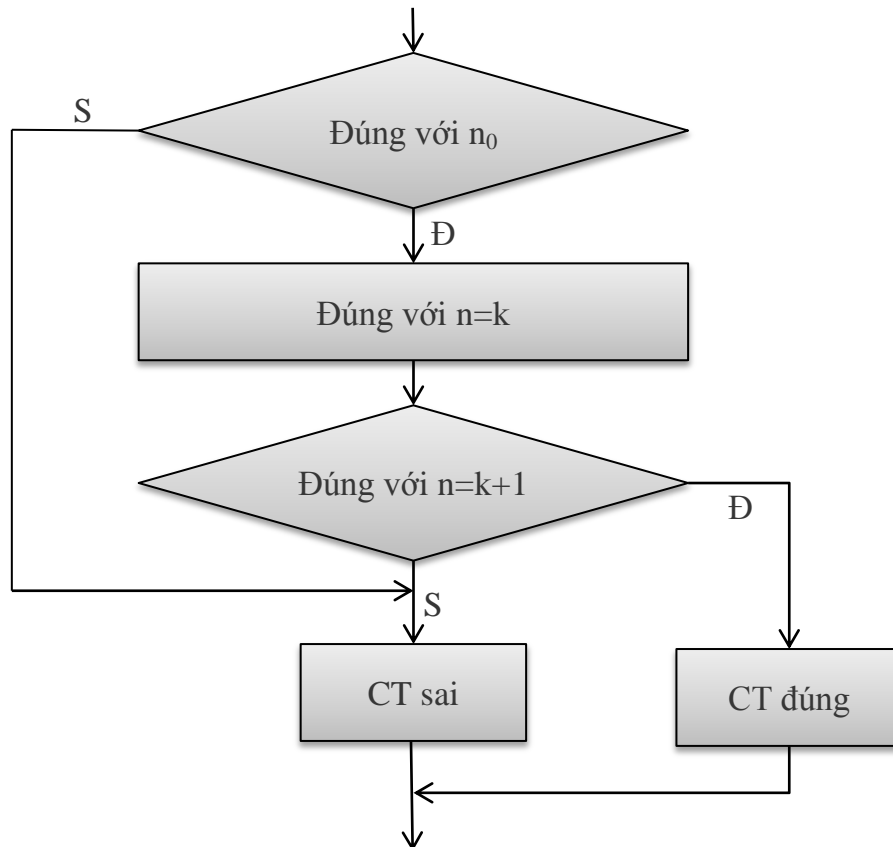 S
Đúng với n₀
Đ
Đúng với n=k
Đúng với n=k+1
Đ
S
CT sai
CT đúng